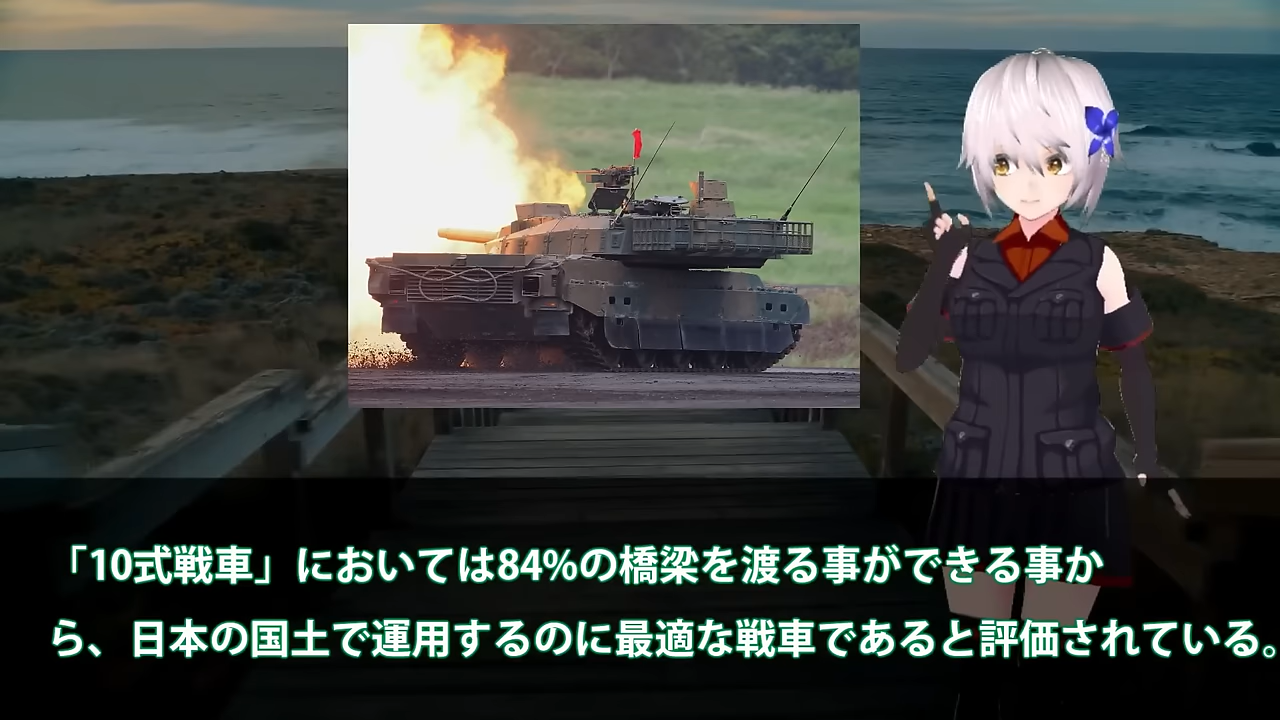 「10式戦車」においては84%の橋梁を渡る事ができる事か
ら、日本の国土で運用するのに最適な戦車であると評価されている。